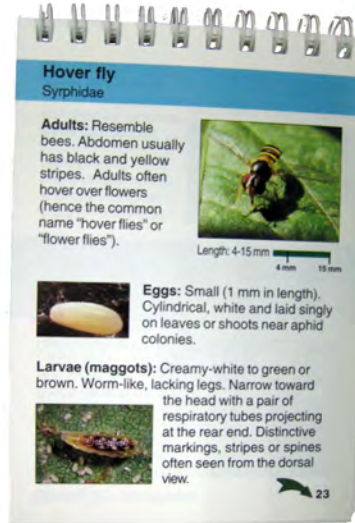 Hover fly
Syrphidae
Adults: Resemble
bees. Abdomen usually
has black and yellow
stripes. Adults often
hover over flowers
(hence the common
name "hover flies" or
"flower flies").
Length: 4-15 mm
4 mm 15 mm
Eggs: Small (1 mm in length).
Cylindrical, white and laid singly
on leaves or shoots near aphid
colonies.
Larvae (maggots): Creamy-white to green or
brown. Worm-like, lacking legs. Narrow toward
the head with a pair of
respiratory tubes projecting
at the rear end. Distinctive
markings, stripes or spines
often seen from the dorsal
view.
23